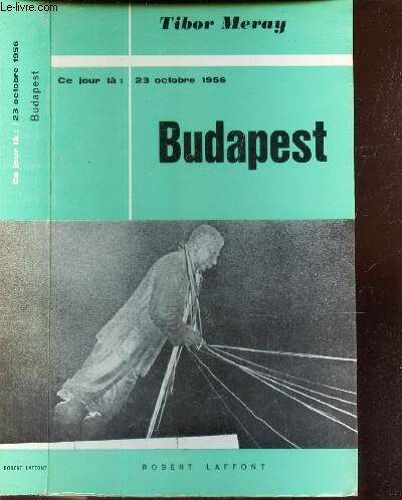 Le-livre.com
Tibor Meray
Ce jour là : 23 octobre 1956
Budapest
ROBERT LAFFONT
Ce jour là : 23 octobre 1956
Budapest
ROBERT LAFFONT